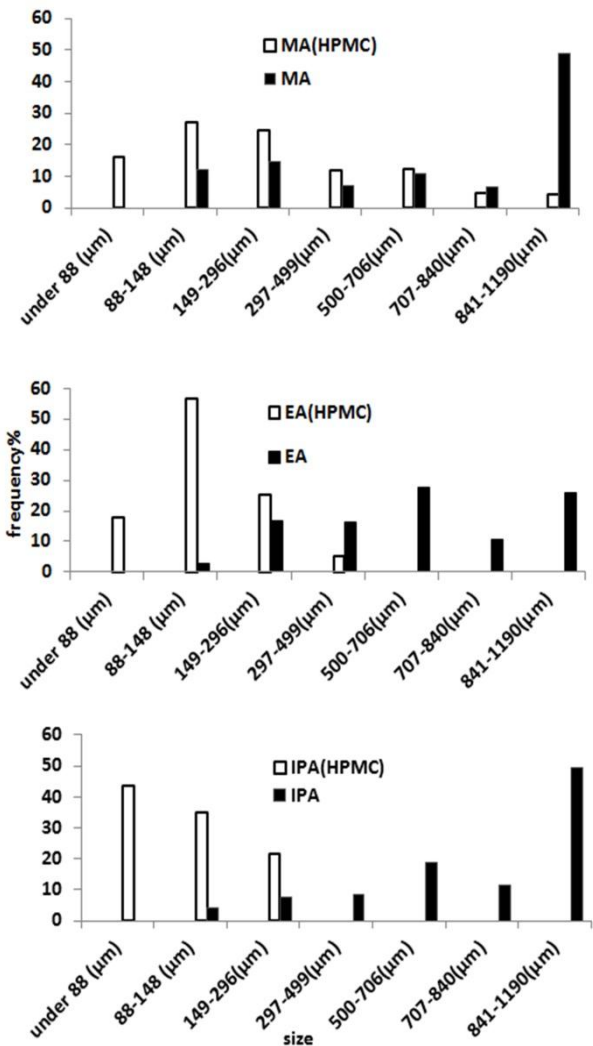 60
50
40
30
20
10
0
MA(HPMC)
MA
under 88 (µm)
88-148 (µm)
149-296(µm)
297-499(µm)
500-706(µm)
707-840(µm)
841-1190(µm)
frequency%
60
50
40
30
20
10
0
EA(HPMC)
EA
under 88 (µm)
88-148 (µm)
149-296(µm)
297-499(µm)
500-706(µm)
707-840(µm)
841-1190(µm)
60
50
40
30
20
10
0
IPA(HPMC)
IPA
under 88 (µm)
88-148 (µm)
149-296(µm)
297-499(µm)
500-706(µm)
707-840(µm)
841-1190(µm)
size